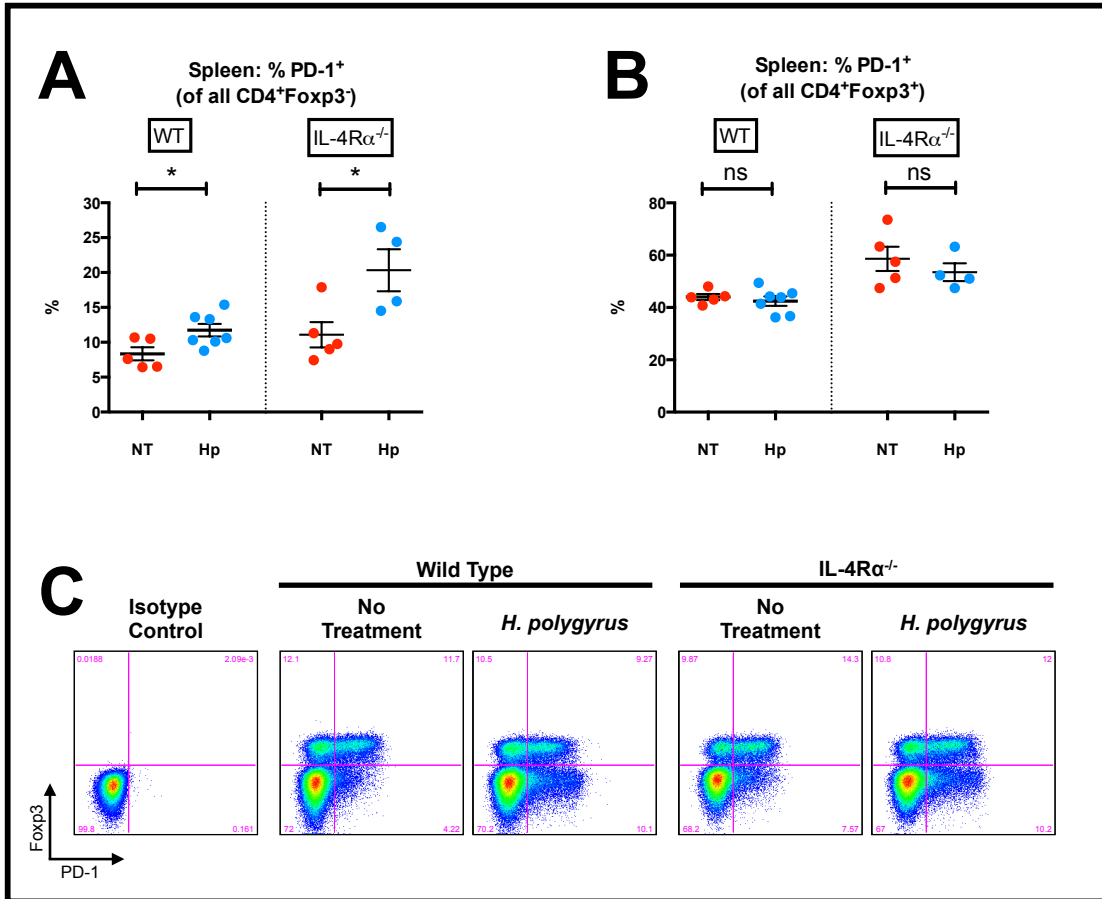 A
Spleen: % PD-1⁺
(of all CD4⁺Foxp3⁻)
WT
IL-4Rα⁻/⁻
*
*
30
25
20
15
10
5
0
%
NT
Hp
NT
Hp
B
Spleen: % PD-1⁺
(of all CD4⁺Foxp3⁺)
WT
IL-4Rα⁻/⁻
ns
ns
80
60
40
20
0
%
NT
Hp
NT
Hp
C
Wild Type
IL-4Rα⁻/⁻
Isotype
Control
No
Treatment
H. polygyrus
No
Treatment
H. polygyrus
0.0188 2.09e-3
99.8 0.161
12.1 11.7
72 4.22
10.5 9.27
70.2 10.1
9.87 14.3
68.2 7.57
10.8 12
67 10.2
Foxp3
PD-1